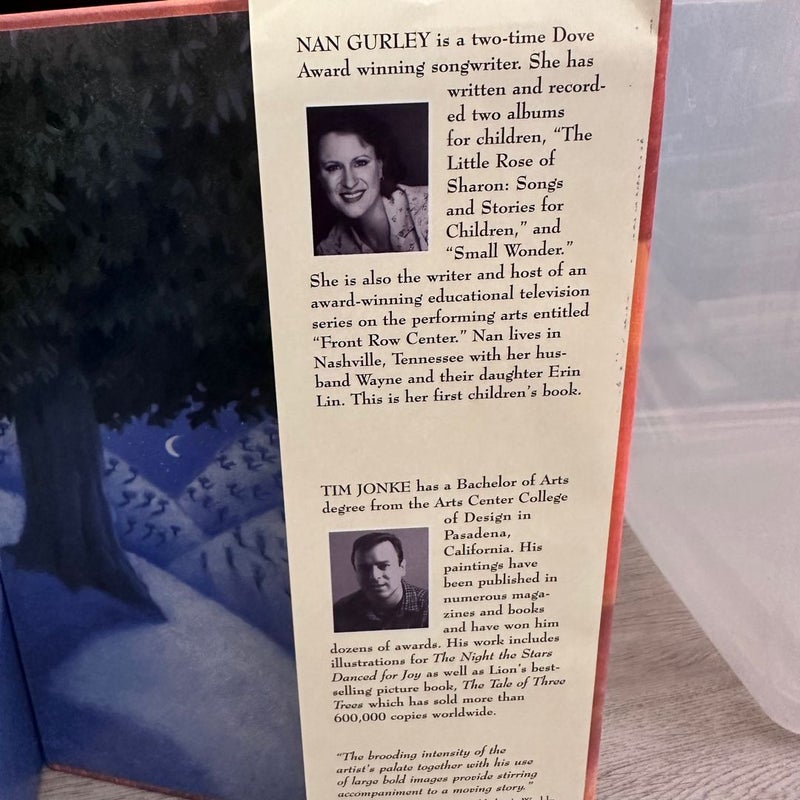 NAN GURLEY is a two-time Dove
Award winning songwriter. She has
written and record-
ed two albums
for children, “The
Little Rose of
Sharon: Songs
and Stories for
Children,” and
“Small Wonder.”
She is also the writer and host of an
award-winning educational television
series on the performing arts entitled
“Front Row Center.” Nan lives in
Nashville, Tennessee with her hus-
band Wayne and their daughter Erin
Lin. This is her first children’s book.
TIM JONKE has a Bachelor of Arts
degree from the Arts Center College
of Design in
Pasadena,
California. His
paintings have
been published in
numerous maga-
zines and books
and have won him
dozens of awards. His work includes
illustrations for The Night the Stars
Danced for Joy as well as Lion’s best-
selling picture book, The Tale of Three
Trees which has sold more than
600,000 copies worldwide.
“The brooding intensity of the
artist’s palate together with his use
of large bold images provide stirring
accompaniment to a moving story.”